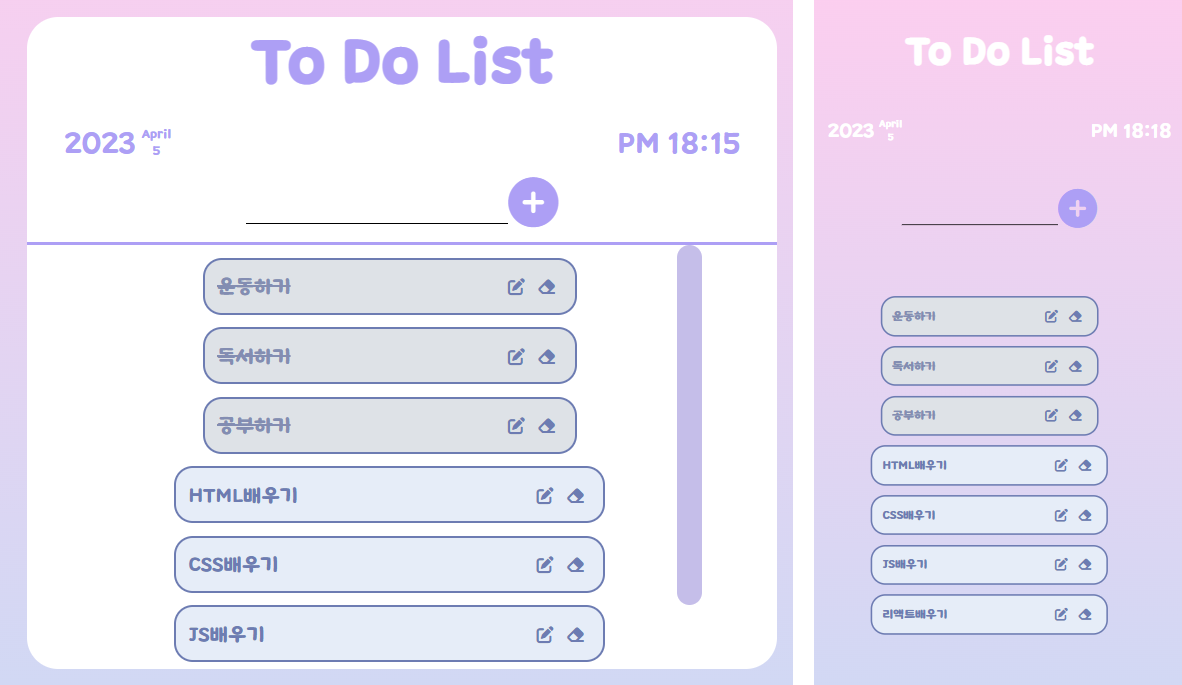 To Do List
2023 April 5
PM 18:15
운동하기
독서하기
공부하기
HTML배우기
CSS배우기
JS배우기
To Do List
2023 April 5
PM 18:18
운동하기
독서하기
공부하기
HTML배우기
CSS배우기
JS배우기
리액트배우기